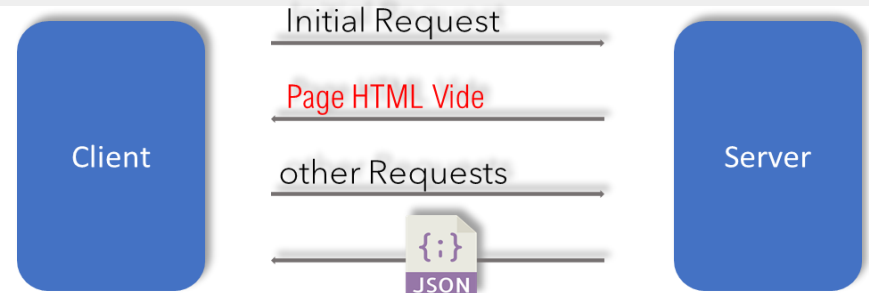 Initial Request
Page HTML Vide
Client
Server
other Requests
{;}
JSON